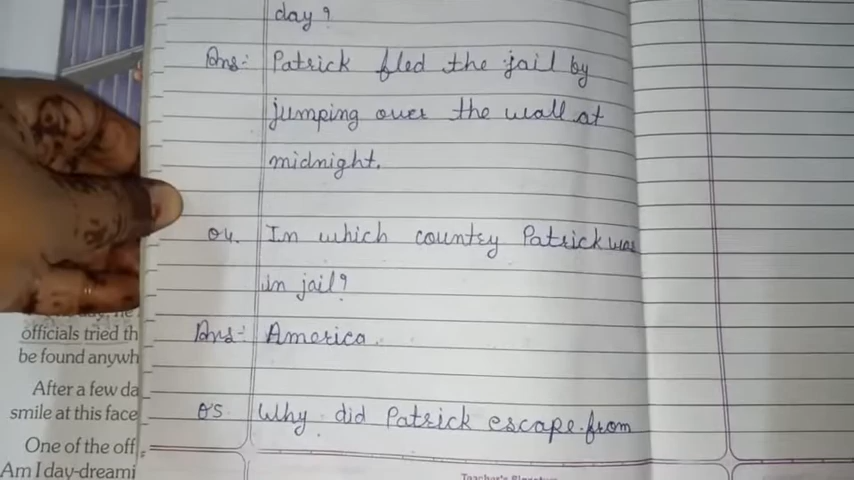 day ?
Ans:- Patrick fled the jail by
jumping over the wall at
midnight.
Q4. In which country Patrick was
in jail?
Ans:- America.
Q5. Why did Patrick escape from
officials tried th
be found anywh
After a few da
smile at this face
One of the off
Am I day-dreami
Teacher's Signature